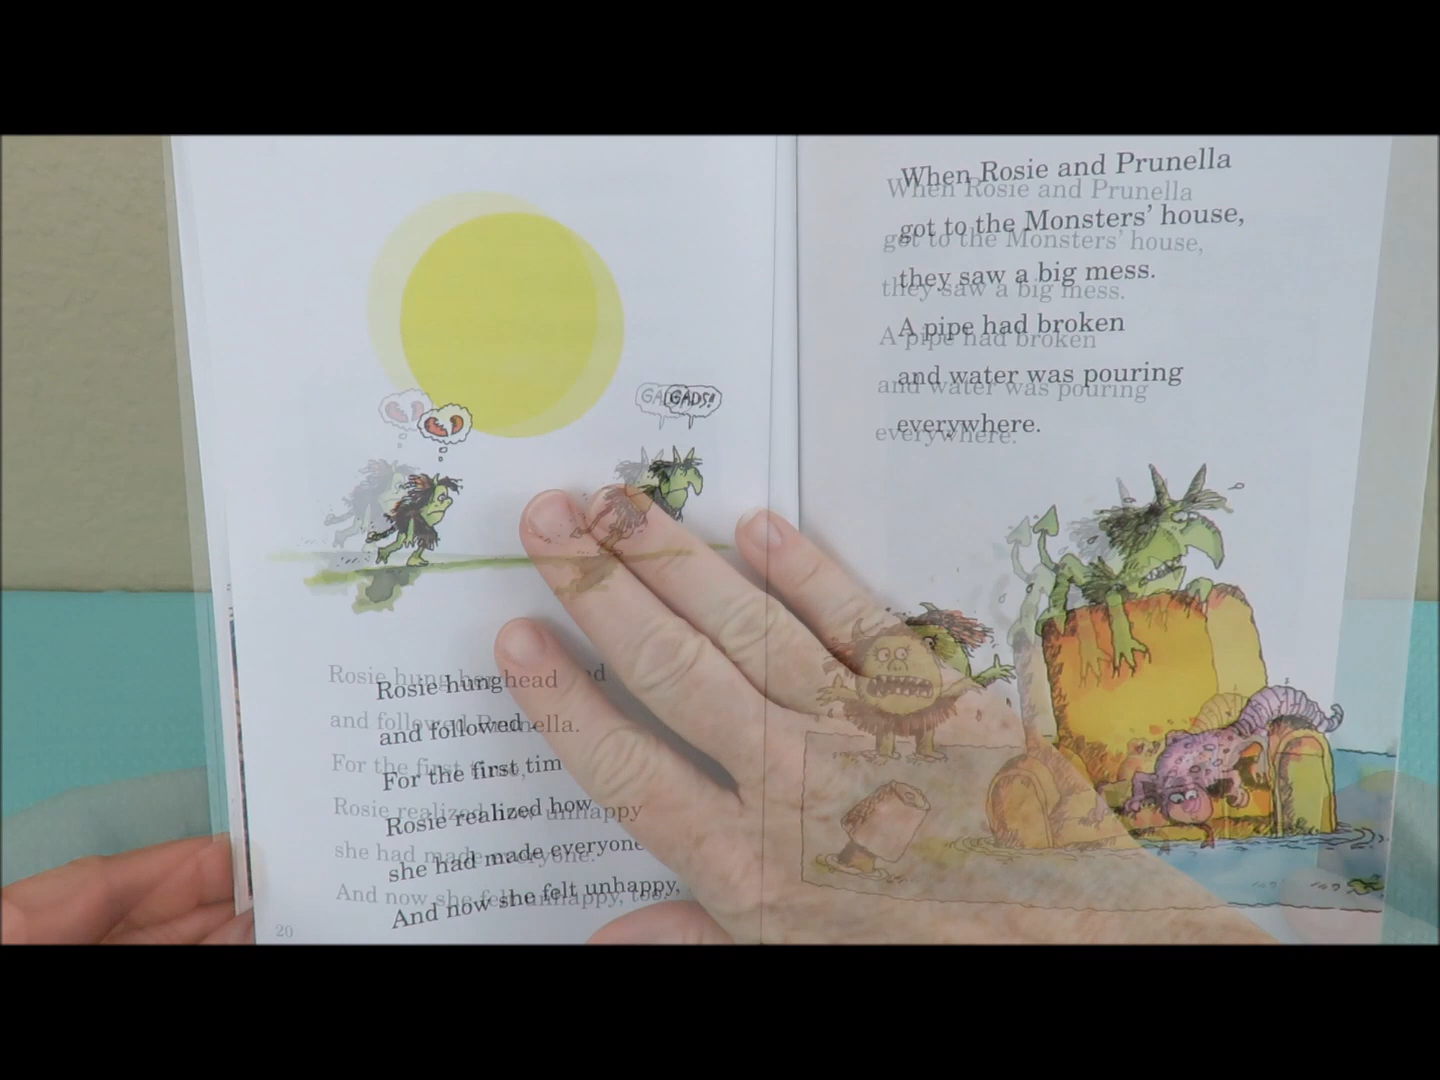 GADS!
Rosie hung her head
and followed Prunella.
For the first time,
Rosie realized how unhappy
she had made everyone.
And now she felt unhappy, too.
20
When Rosie and Prunella
got to the Monsters' house,
they saw a big mess.
A pipe had broken
and water was pouring
everywhere.